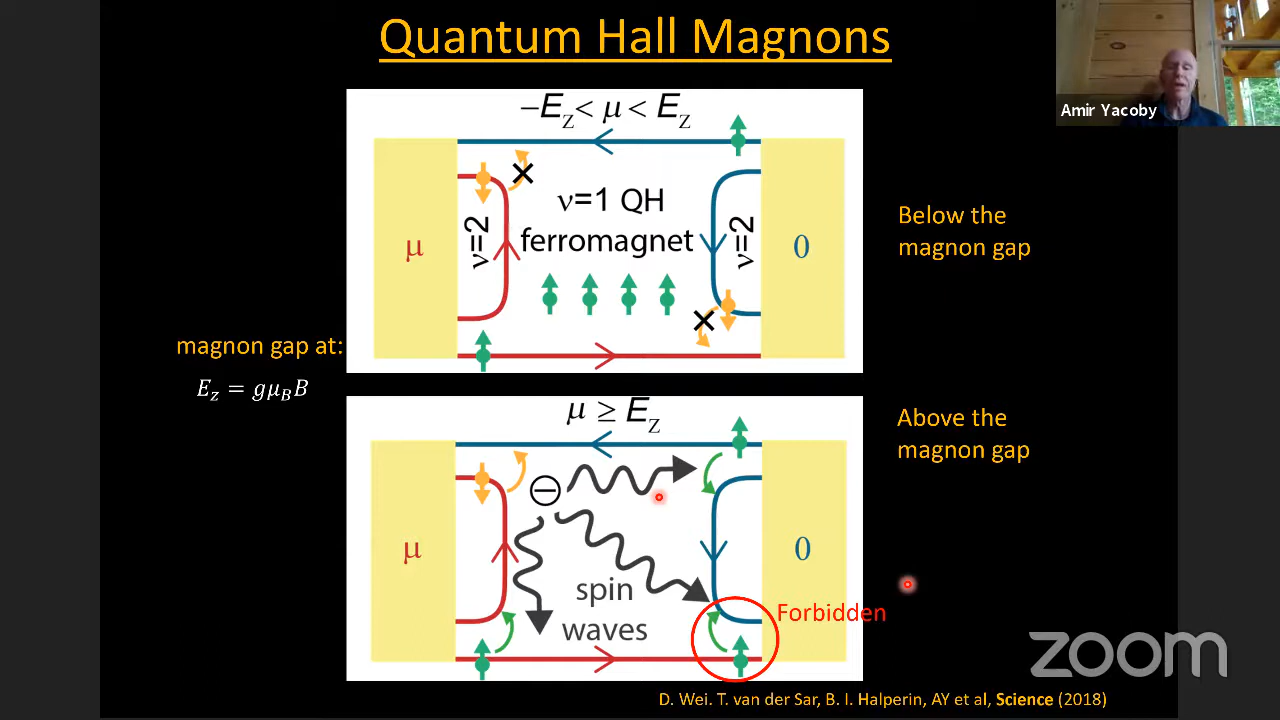 Quantum Hall Magnons
Amir Yacoby
−E_Z < μ < E_Z
ν=1 QH
ferromagnet
μ
ν=2
ν=2
0
Below the
magnon gap
magnon gap at:
E_z = gμ_B B
μ ≥ E_Z
Above the
magnon gap
μ
0
spin
waves
Forbidden
zoom
D. Wei. T. van der Sar, B. I. Halperin, AY et al, Science (2018)